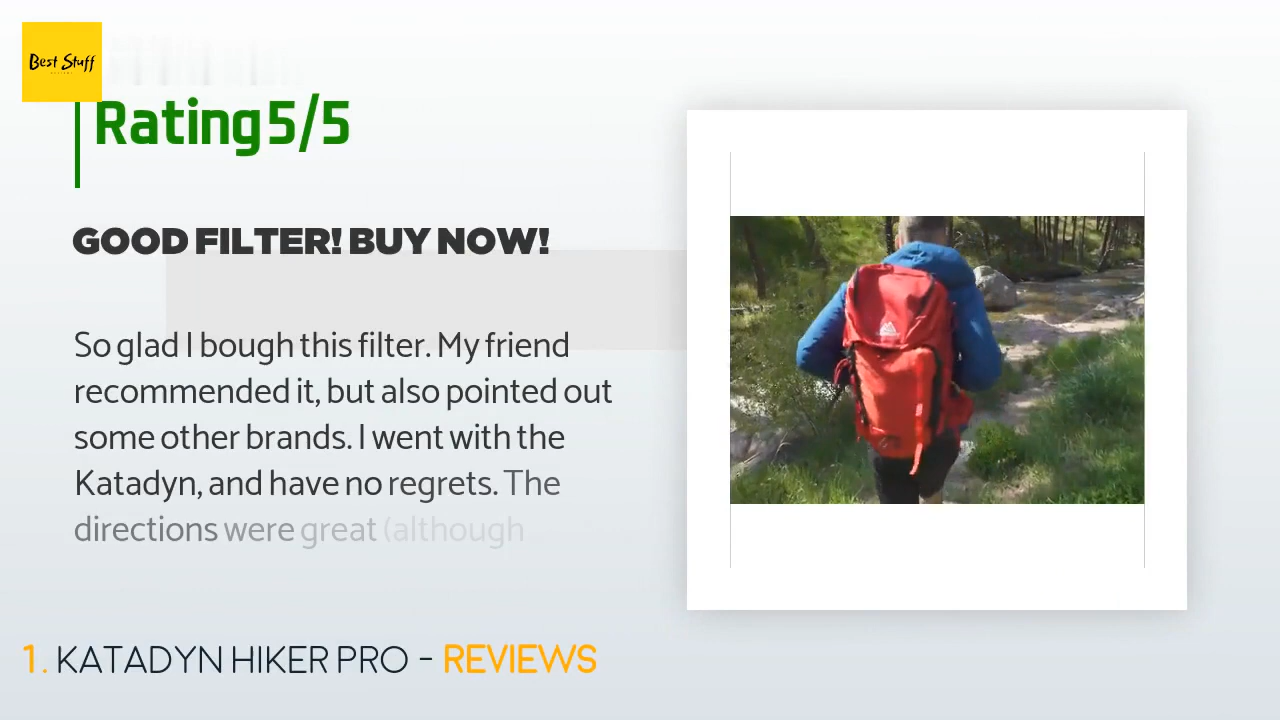 Best Stuff
Rating 5/5
GOOD FILTER! BUY NOW!
So glad I bough this filter. My friend
recommended it, but also pointed out
some other brands. I went with the
Katadyn, and have no regrets. The
directions were great (although
1. KATADYN HIKER PRO - REVIEWS